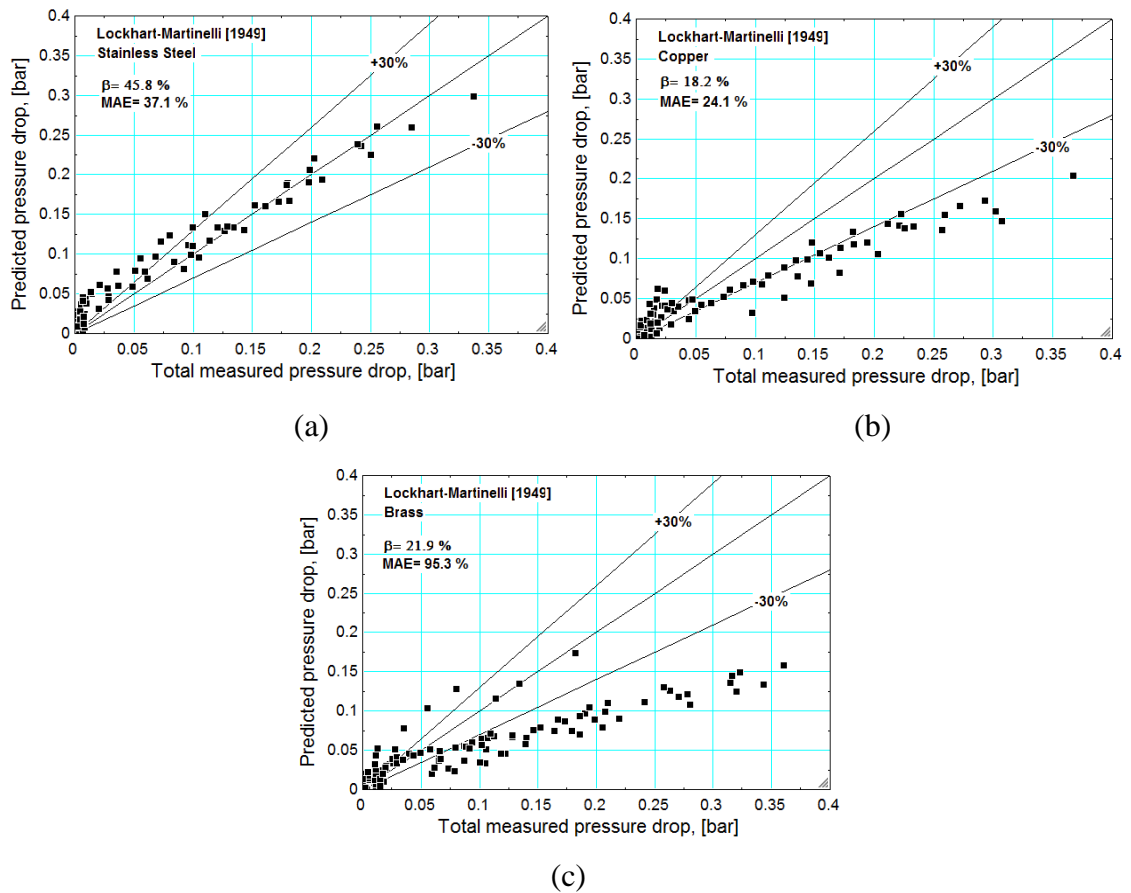 Lockhart-Martinelli [1949]
Stainless Steel
β= 45.8 %
MAE= 37.1 %
+30%
-30%
Predicted pressure drop, [bar]
0.4
0.35
0.3
0.25
0.2
0.15
0.1
0.05
0
0 0.05 0.1 0.15 0.2 0.25 0.3 0.35 0.4
Total measured pressure drop, [bar]
(a)
Lockhart-Martinelli [1949]
Copper
β= 18.2 %
MAE= 24.1 %
+30%
-30%
Predicted pressure drop, [bar]
0.4
0.35
0.3
0.25
0.2
0.15
0.1
0.05
0
0 0.05 0.1 0.15 0.2 0.25 0.3 0.35 0.4
Total measured pressure drop, [bar]
(b)
Lockhart-Martinelli [1949]
Brass
β= 21.9 %
MAE= 95.3 %
+30%
-30%
Predicted pressure drop, [bar]
0.4
0.35
0.3
0.25
0.2
0.15
0.1
0.05
0
0 0.05 0.1 0.15 0.2 0.25 0.3 0.35 0.4
Total measured pressure drop, [bar]
(c)